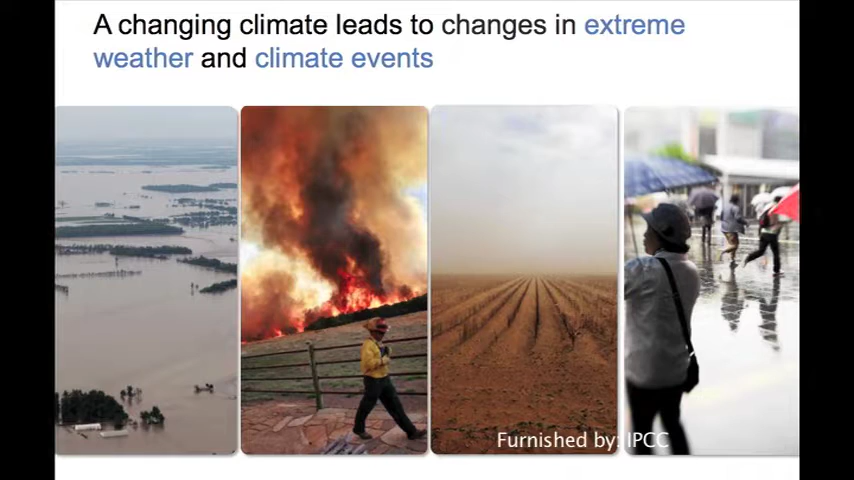 A changing climate leads to changes in extreme
weather and climate events
Furnished by: IPCC